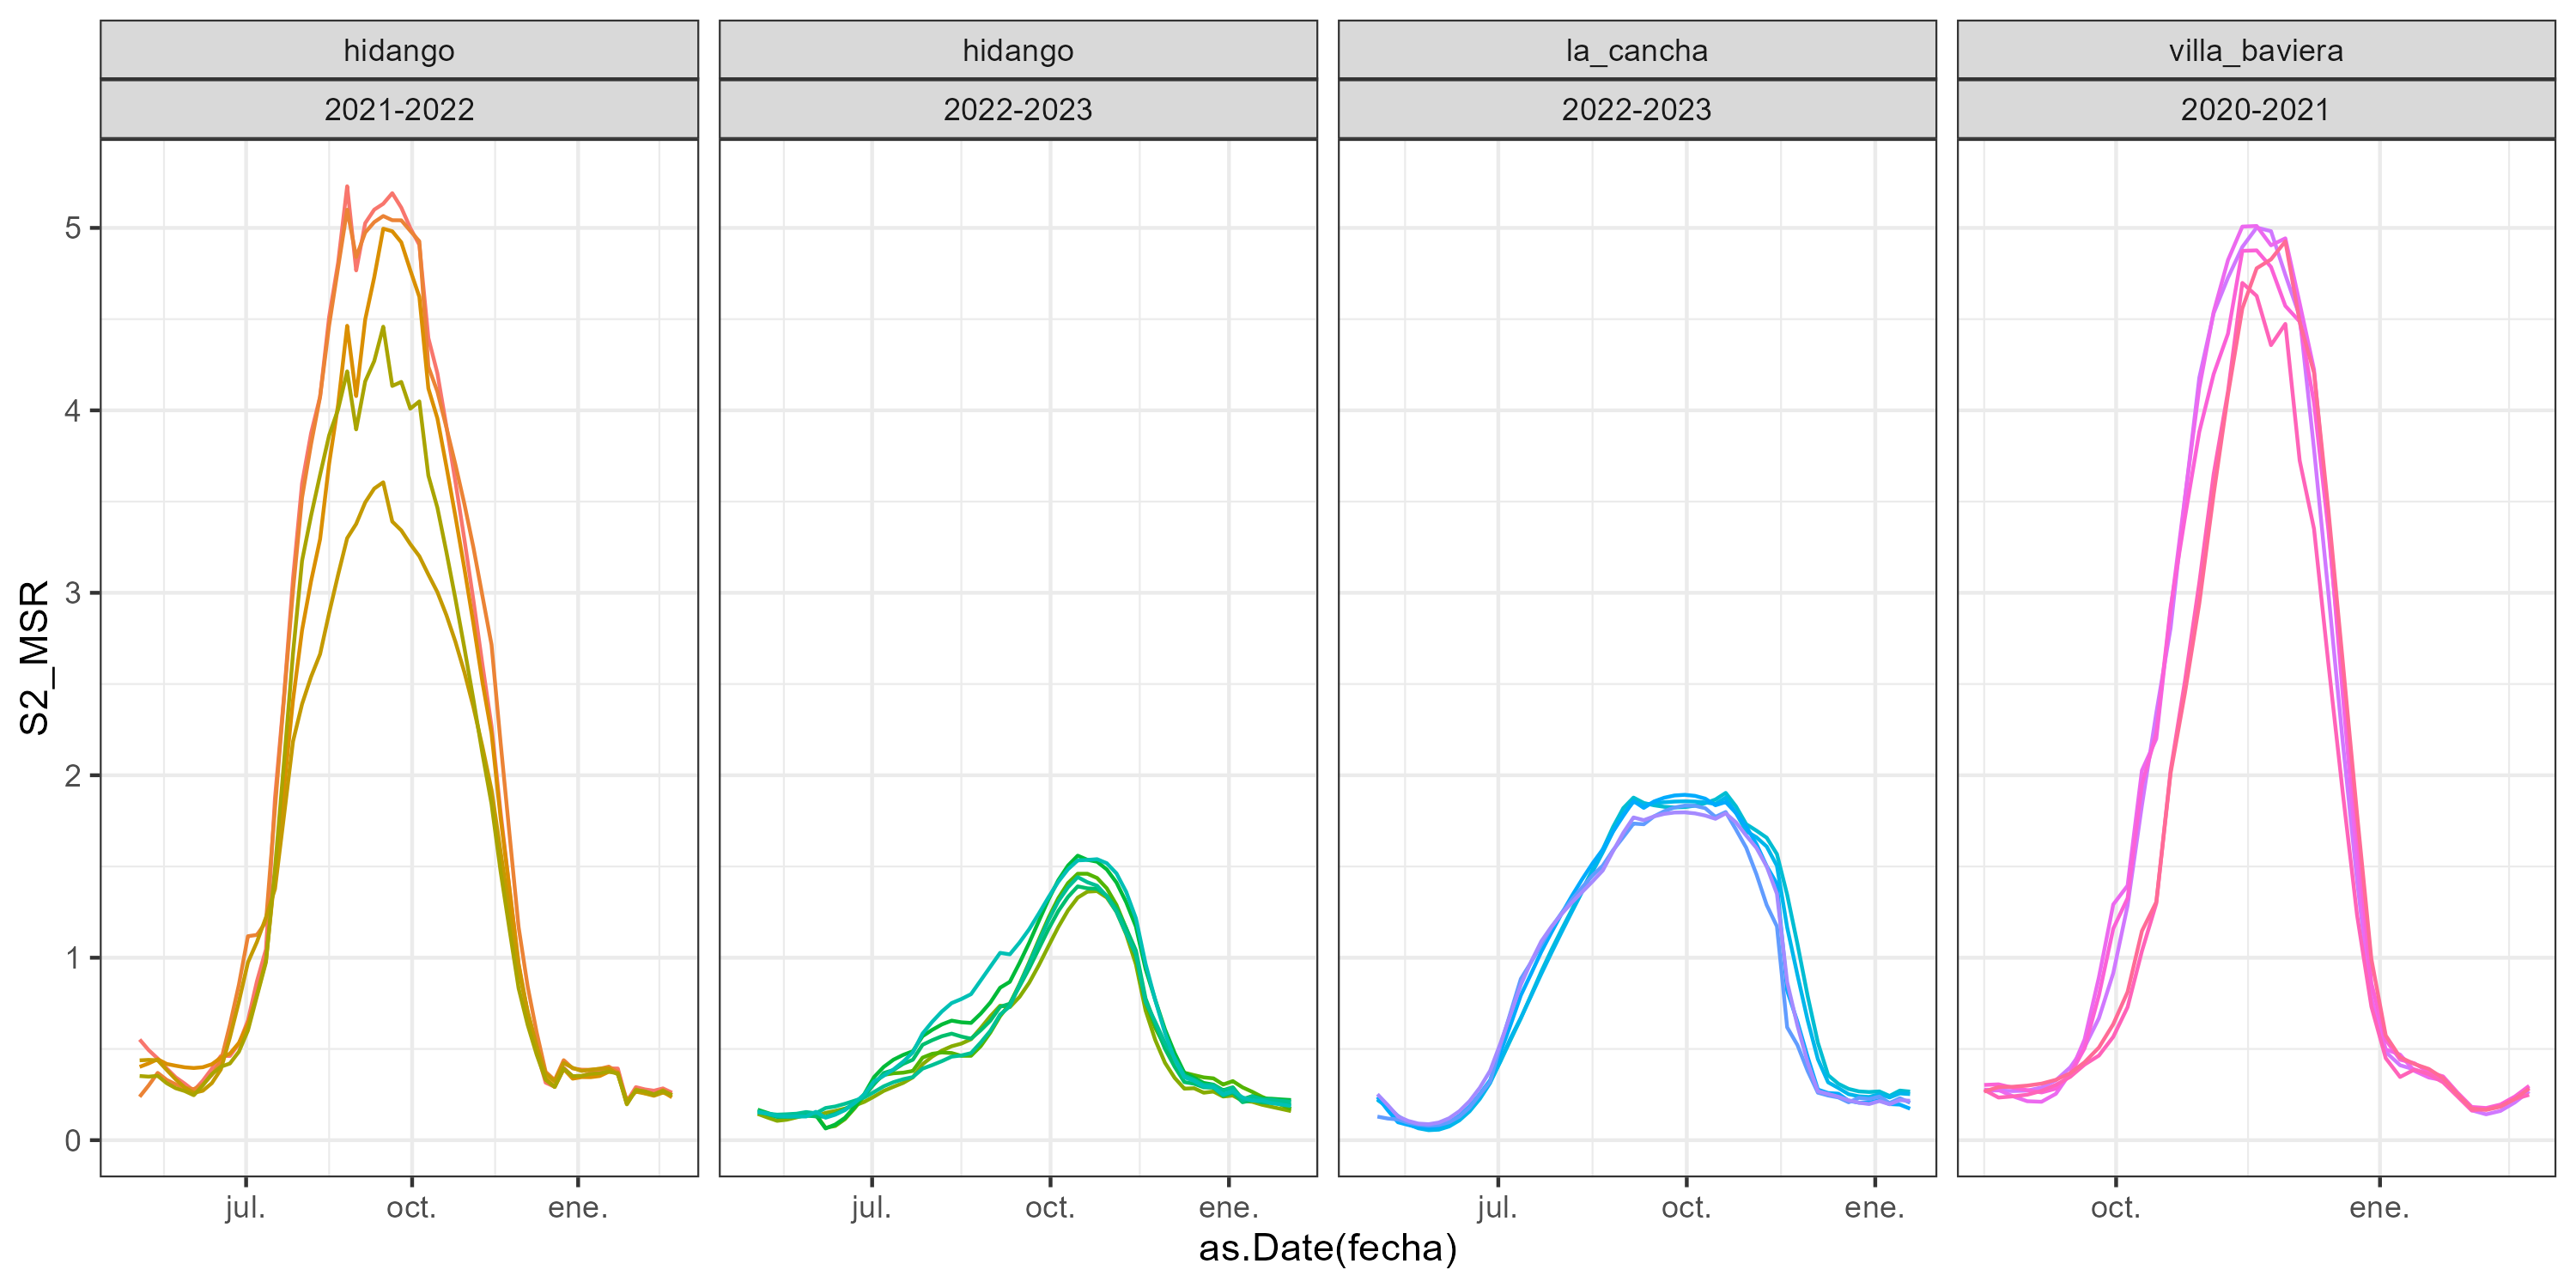 hidango hidango la_cancha villa_baviera
2021-2022 2022-2023 2022-2023 2020-2021
5
4
3
2
1
0
S2_MSR
jul. oct. ene. jul. oct. ene. jul. oct. ene. oct. ene.
as.Date(fecha)